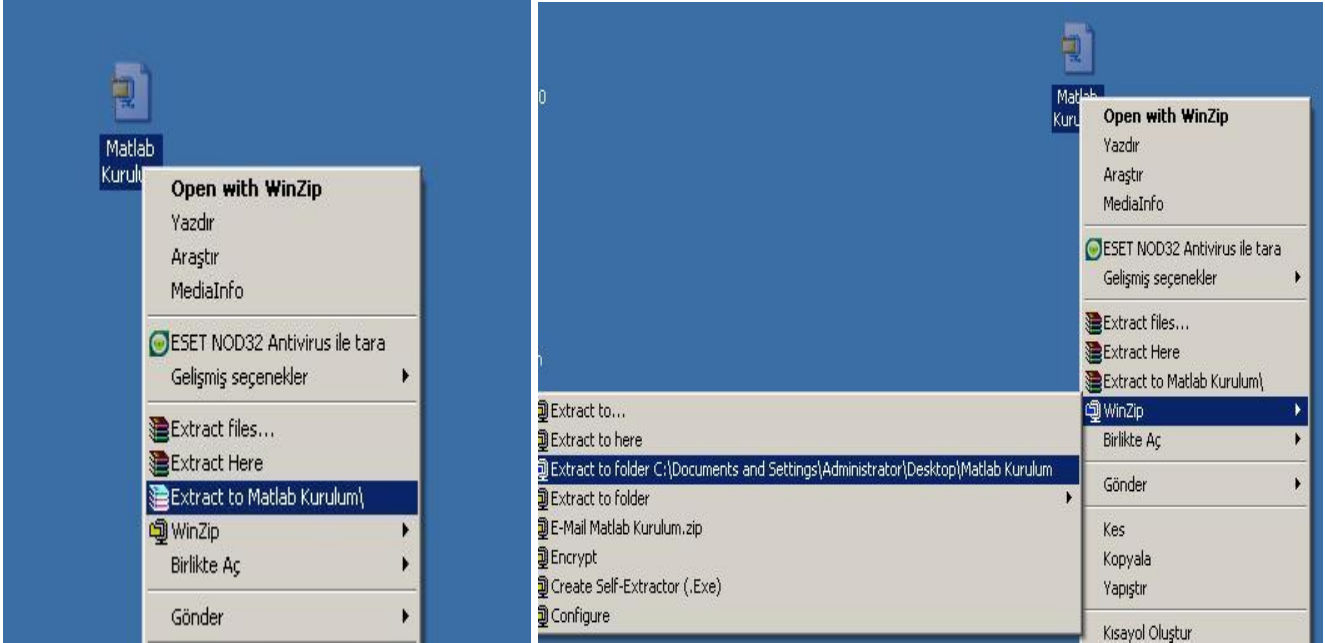 Matlab
Kurulu
Open with WinZip
Yazdır
Araştır
MediaInfo
ESET NOD32 Antivirus ile tara
Gelişmiş seçenekler
Extract files...
Extract Here
Extract to Matlab Kurulum\
WinZip
Birlikte Aç
Gönder
0
Matlab
Kuru
Open with WinZip
Yazdır
Araştır
MediaInfo
ESET NOD32 Antivirus ile tara
Gelişmiş seçenekler
Extract files...
Extract Here
Extract to Matlab Kurulum\
WinZip
Birlikte Aç
Gönder
Kes
Kopyala
Yapıştır
Kısayol Oluştur
Extract to...
Extract to here
Extract to folder C:\Documents and Settings\Administrator\Desktop\Matlab Kurulum
Extract to folder
E-Mail Matlab Kurulum.zip
Encrypt
Create Self-Extractor (.Exe)
Configure